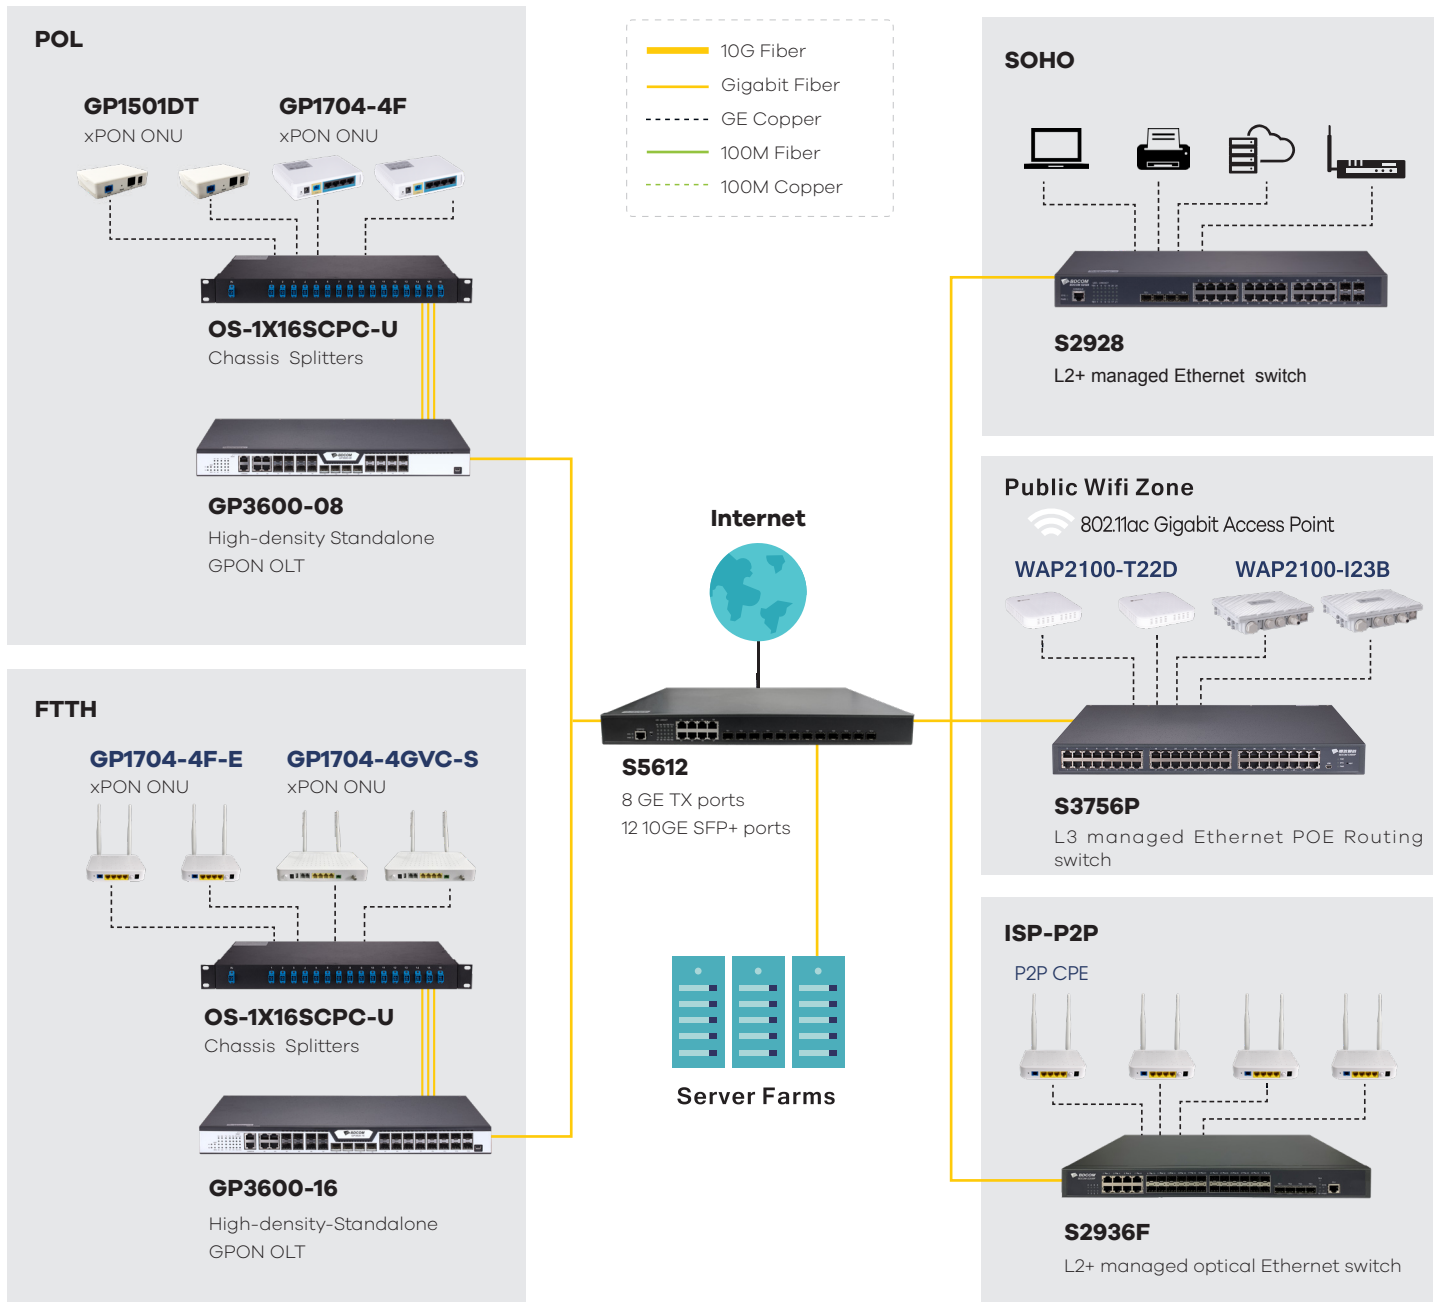 POL
GP1501DT
xPON ONU
GP1704-4F
xPON ONU
OS-1X16SCPC-U
Chassis Splitters
GP3600-08
High-density Standalone
GPON OLT
FTTH
GP1704-4F-E
xPON ONU
GP1704-4GVC-S
xPON ONU
OS-1X16SCPC-U
Chassis Splitters
GP3600-16
High-density-Standalone
GPON OLT
10G Fiber
Gigabit Fiber
GE Copper
100M Fiber
100M Copper
Internet
S5612
8 GE TX ports
12 10GE SFP+ ports
Server Farms
SOHO
BDCOM
S2928
L2+ managed Ethernet switch
Public Wifi Zone
802.11ac Gigabit Access Point
WAP2100-T22D
WAP2100-I23B
S3756P
L3 managed Ethernet POE Routing
switch
ISP-P2P
P2P CPE
BDCOM
S2936F
L2+ managed optical Ethernet switch